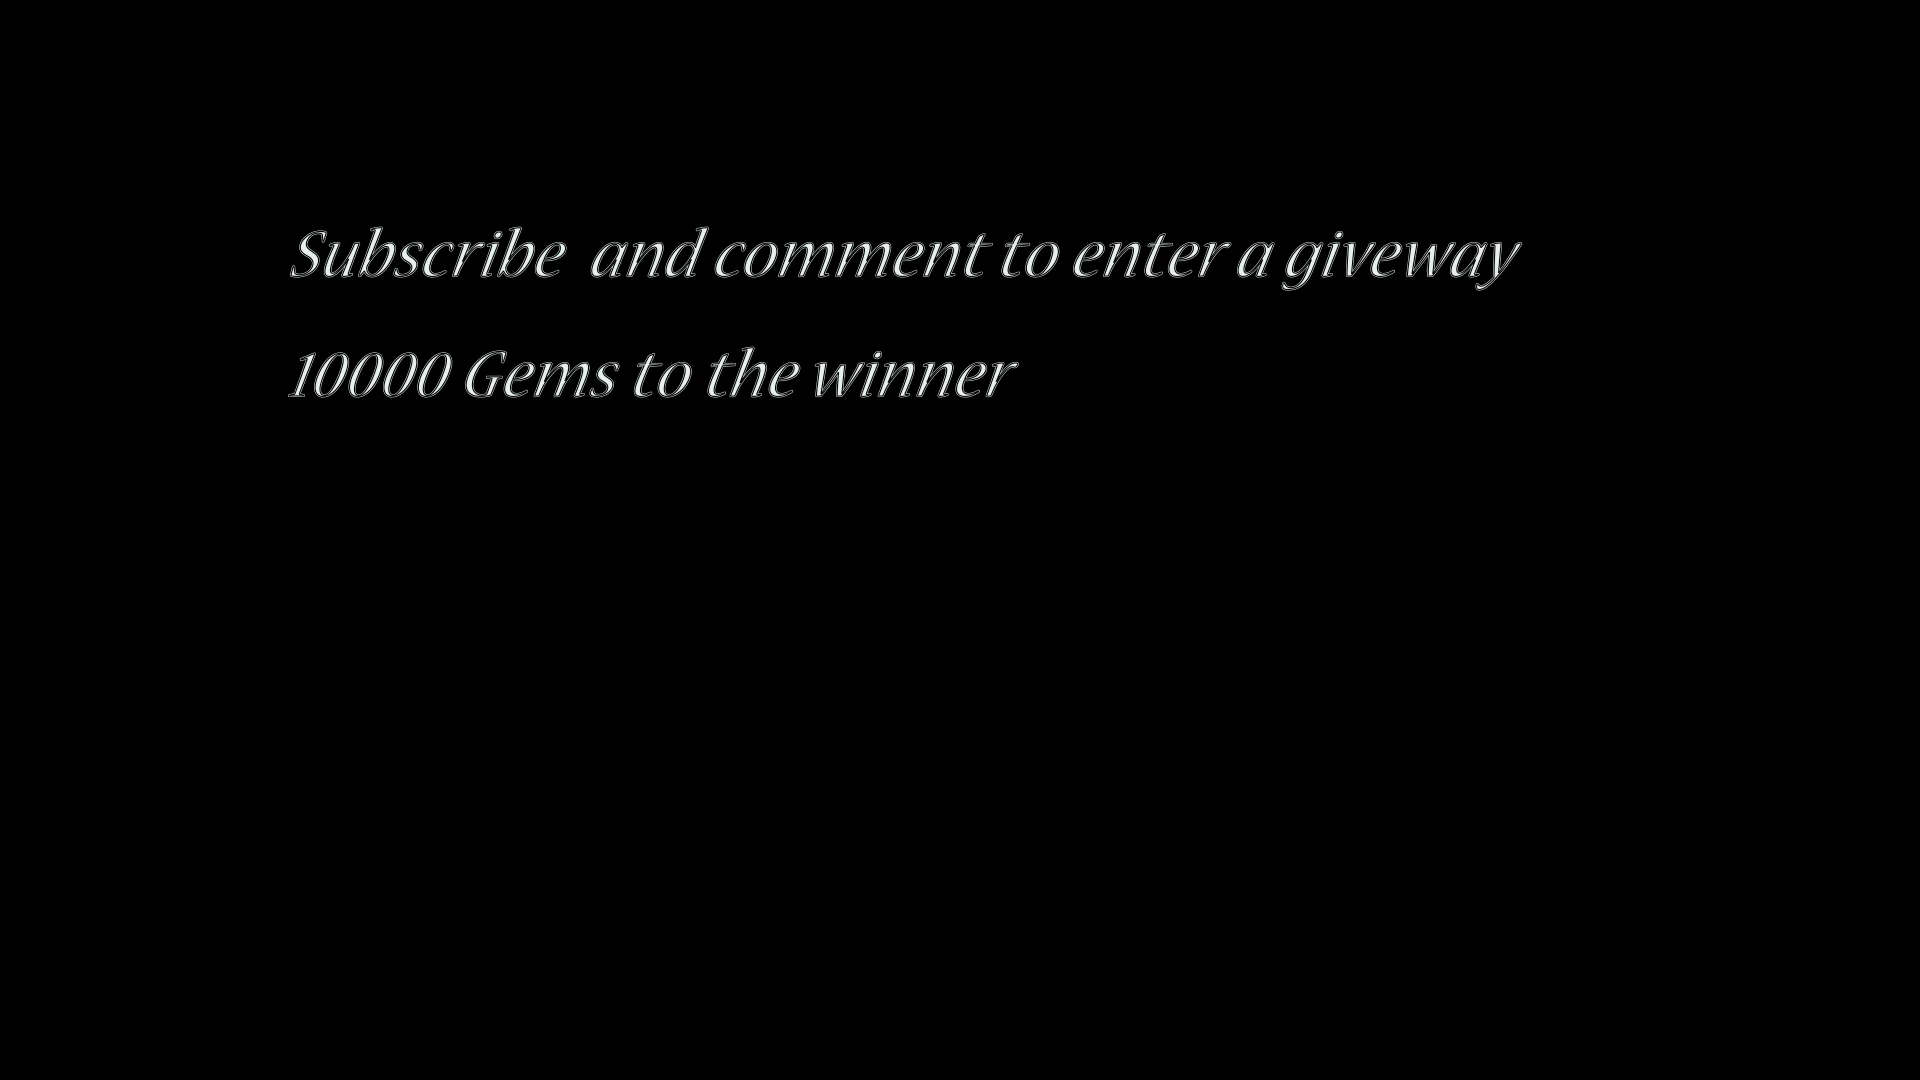 Subscribe  and comment to enter a giveway
10000 Gems to the winner